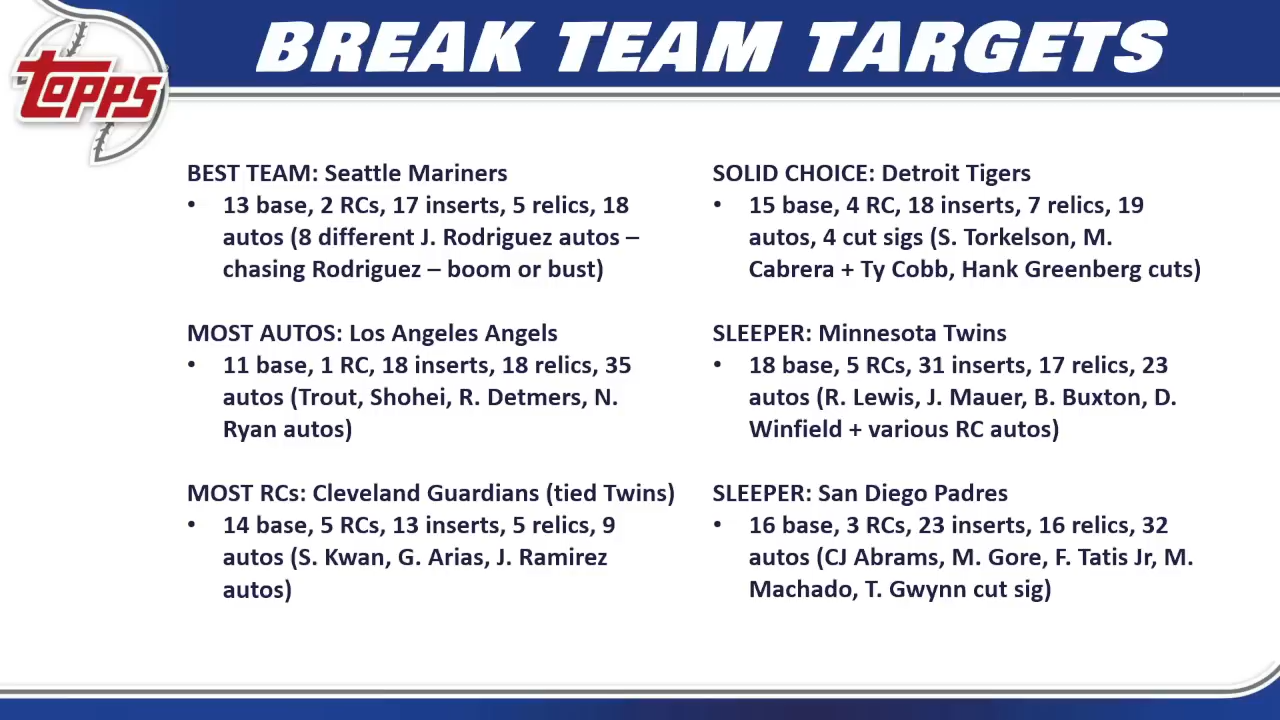 TOPPS
BREAK TEAM TARGETS
BEST TEAM: Seattle Mariners
• 13 base, 2 RCs, 17 inserts, 5 relics, 18
autos (8 different J. Rodriguez autos –
chasing Rodriguez – boom or bust)
MOST AUTOS: Los Angeles Angels
• 11 base, 1 RC, 18 inserts, 18 relics, 35
autos (Trout, Shohei, R. Detmers, N.
Ryan autos)
MOST RCs: Cleveland Guardians (tied Twins)
• 14 base, 5 RCs, 13 inserts, 5 relics, 9
autos (S. Kwan, G. Arias, J. Ramirez
autos)
SOLID CHOICE: Detroit Tigers
• 15 base, 4 RC, 18 inserts, 7 relics, 19
autos, 4 cut sigs (S. Torkelson, M.
Cabrera + Ty Cobb, Hank Greenberg cuts)
SLEEPER: Minnesota Twins
• 18 base, 5 RCs, 31 inserts, 17 relics, 23
autos (R. Lewis, J. Mauer, B. Buxton, D.
Winfield + various RC autos)
SLEEPER: San Diego Padres
• 16 base, 3 RCs, 23 inserts, 16 relics, 32
autos (CJ Abrams, M. Gore, F. Tatis Jr, M.
Machado, T. Gwynn cut sig)